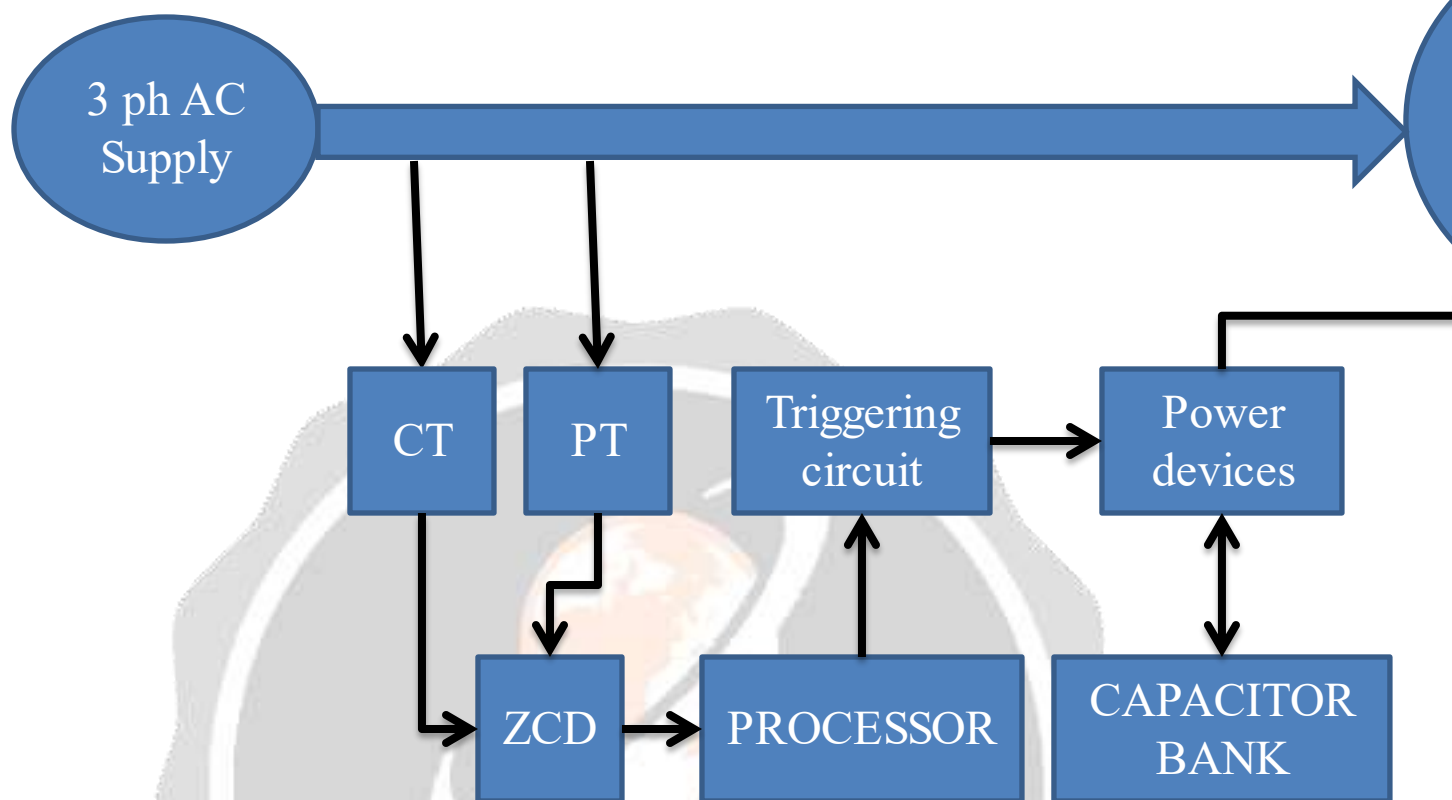 3 ph AC
Supply
CT
PT
Triggering
circuit
Power
devices
ZCD
PROCESSOR
CAPACITOR
BANK